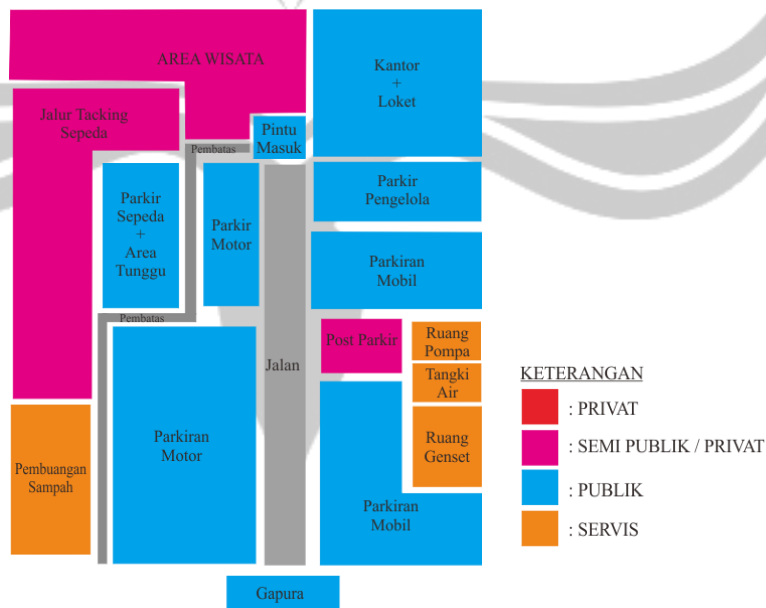 AREA WISATA
Kantor
+
Loket
Jalur Tacking
Sepeda
Pintu
Masuk
Pembatas
Parkir
Sepeda
+
Area
Tunggu
Parkir
Motor
Parkir
Pengelola
Parkiran
Mobil
Pembatas
Post Parkir
Ruang
Pompa
Jalan
Tangki
Air
Parkiran
Motor
Ruang
Genset
Pembuangan
Sampah
Parkiran
Mobil
Gapura
KETERANGAN
: PRIVAT
: SEMI PUBLIK / PRIVAT
: PUBLIK
: SERVIS